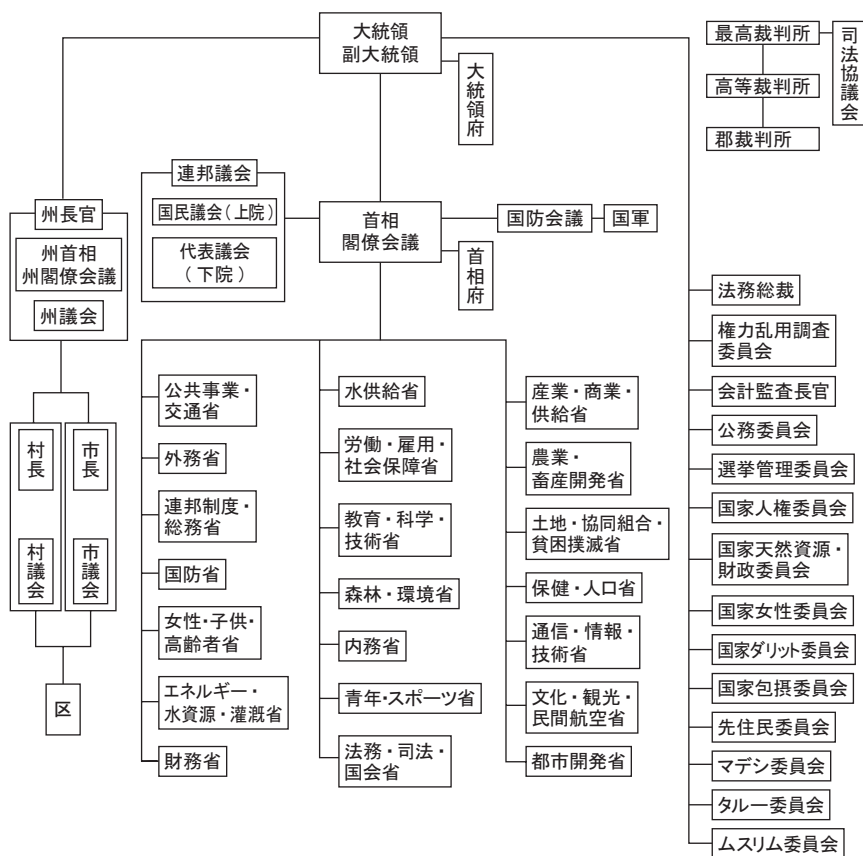 大統領
副大統領
大統領府
最高裁判所
高等裁判所
郡裁判所
司法協議会
連邦議会
国民議会(上院)
代表議会
(下院)
首相
閣僚会議
首相府
国防会議
国軍
州長官
州首相
州閣僚会議
州議会
村長
市長
村議会
市議会
区
公共事業・
交通省
外務省
連邦制度・
総務省
国防省
女性・子供・
高齢者省
エネルギー・
水資源・灌漑省
財務省
水供給省
労働・雇用・
社会保障省
教育・科学・
技術省
森林・環境省
内務省
青年・スポーツ省
法務・司法・
国会省
産業・商業・
供給省
農業・
畜産開発省
土地・協同組合・
貧困撲滅省
保健・人口省
通信・情報・
技術省
文化・観光・
民間航空省
都市開発省
法務総裁
権力乱用調査
委員会
会計監査長官
公務委員会
選挙管理委員会
国家人権委員会
国家天然資源・
財政委員会
国家女性委員会
国家ダリット委員会
国家包摂委員会
先住民委員会
マデシ委員会
タルー委員会
ムスリム委員会